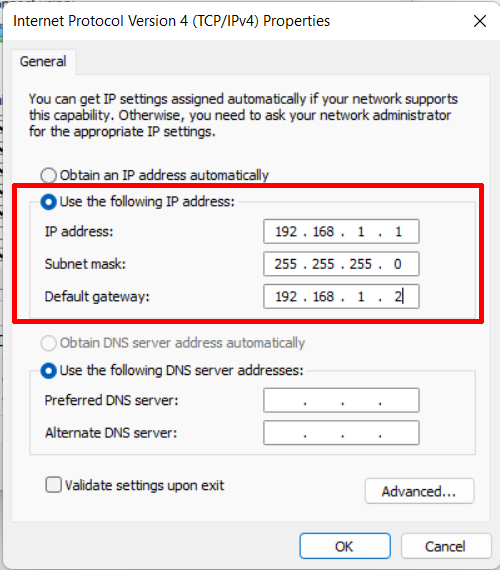 Internet Protocol Version 4 (TCP/IPv4) Properties
General
You can get IP settings assigned automatically if your network supports
this capability. Otherwise, you need to ask your network administrator
for the appropriate IP settings.
Obtain an IP address automatically
Use the following IP address:
IP address: 192 . 168 . 1 . 1
Subnet mask: 255 . 255 . 255 . 0
Default gateway: 192 . 168 . 1 . 2
Obtain DNS server address automatically
Use the following DNS server addresses:
Preferred DNS server: . . .
Alternate DNS server: . . .
Validate settings upon exit
Advanced...
OK Cancel